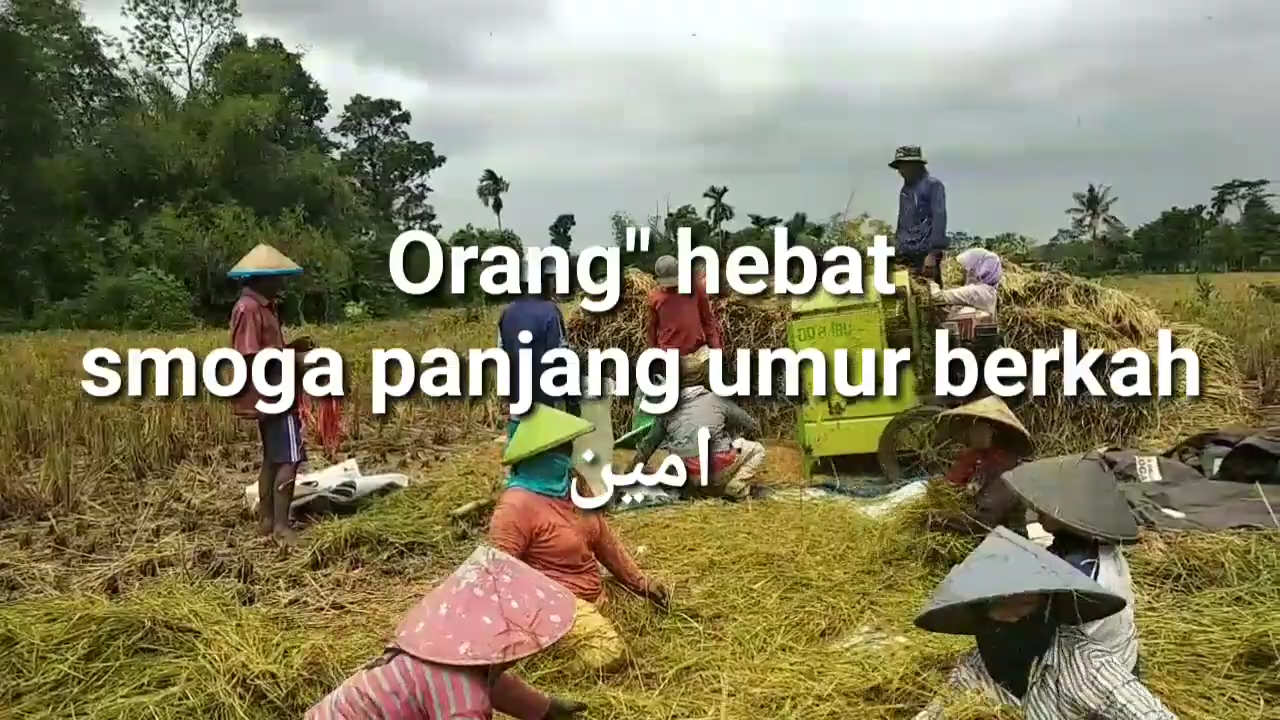 Orang" hebat
smoga panjang umur berkah
امين